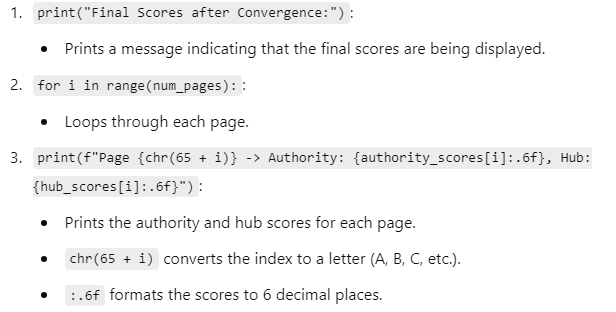 1. print("Final Scores after Convergence:") :
• Prints a message indicating that the final scores are being displayed.
2. for i in range(num_pages): :
• Loops through each page.
3. print(f"Page {chr(65 + i)} -> Authority: {authority_scores[i]:.6f}, Hub:
{hub_scores[i]:.6f}") :
• Prints the authority and hub scores for each page.
• chr(65 + i) converts the index to a letter (A, B, C, etc.).
• :.6f formats the scores to 6 decimal places.